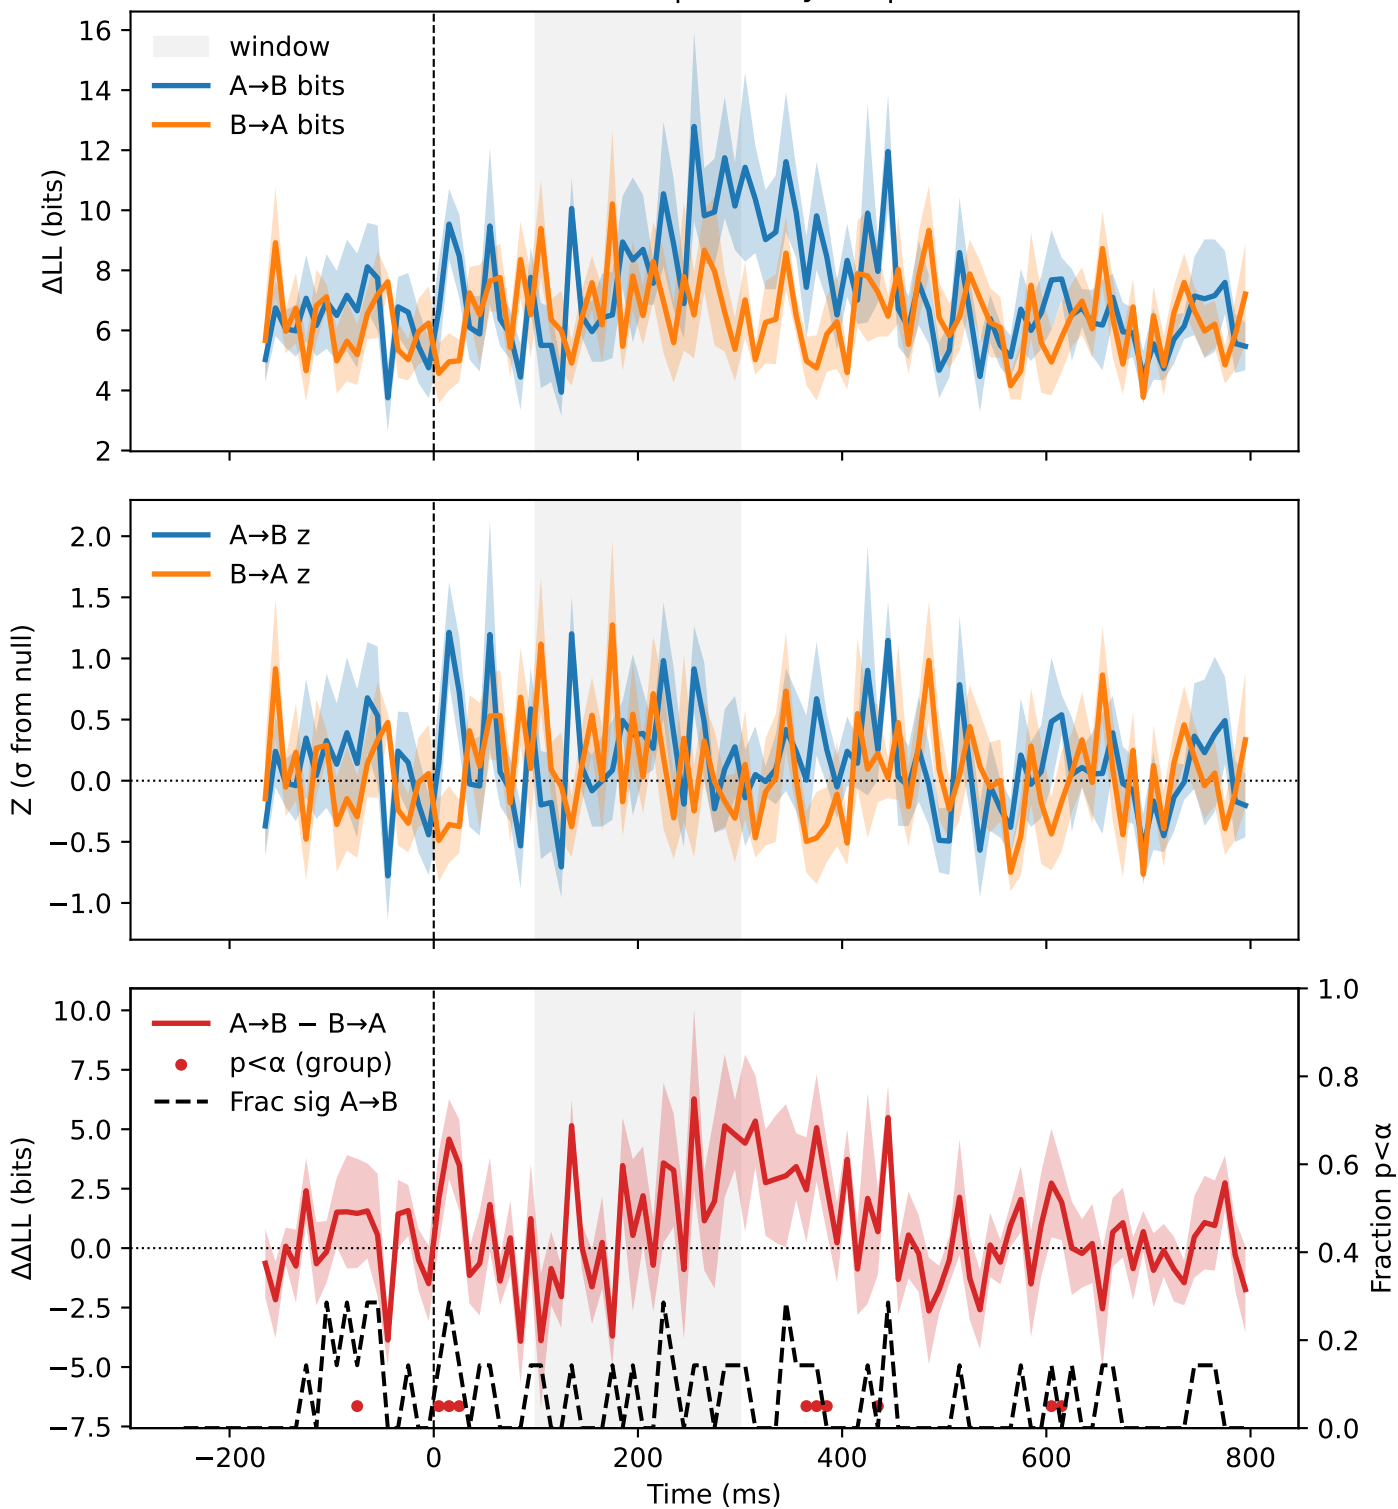 16
14
12
10
8
6
4
2
ΔLL (bits)
window
A→B bits
B→A bits
2.0
1.5
1.0
0.5
0.0
−0.5
−1.0
Z (σ from null)
A→B z
B→A z
10.0
7.5
5.0
2.5
0.0
−2.5
−5.0
−7.5
ΔΔLL (bits)
A→B − B→A
p<α (group)
Frac sig A→B
1.0
0.8
0.6
0.4
0.2
0.0
Fraction p<α
−200 0 200 400 600 800
Time (ms)